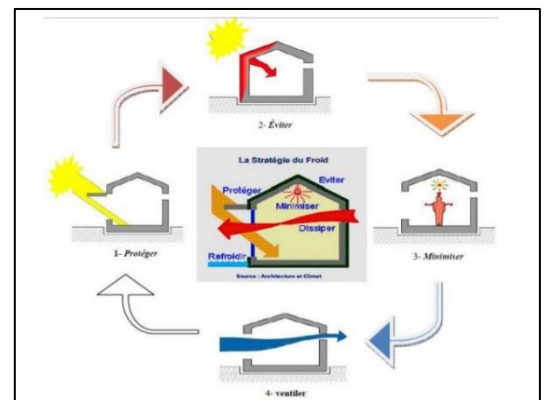 2- Éviter
La Stratégie du Froid
Eviter
Protéger
Minimiser
Dissiper
Refroidir
Source : Architecture et Climat
1- Protéger
3- Minimiser
4- ventiler